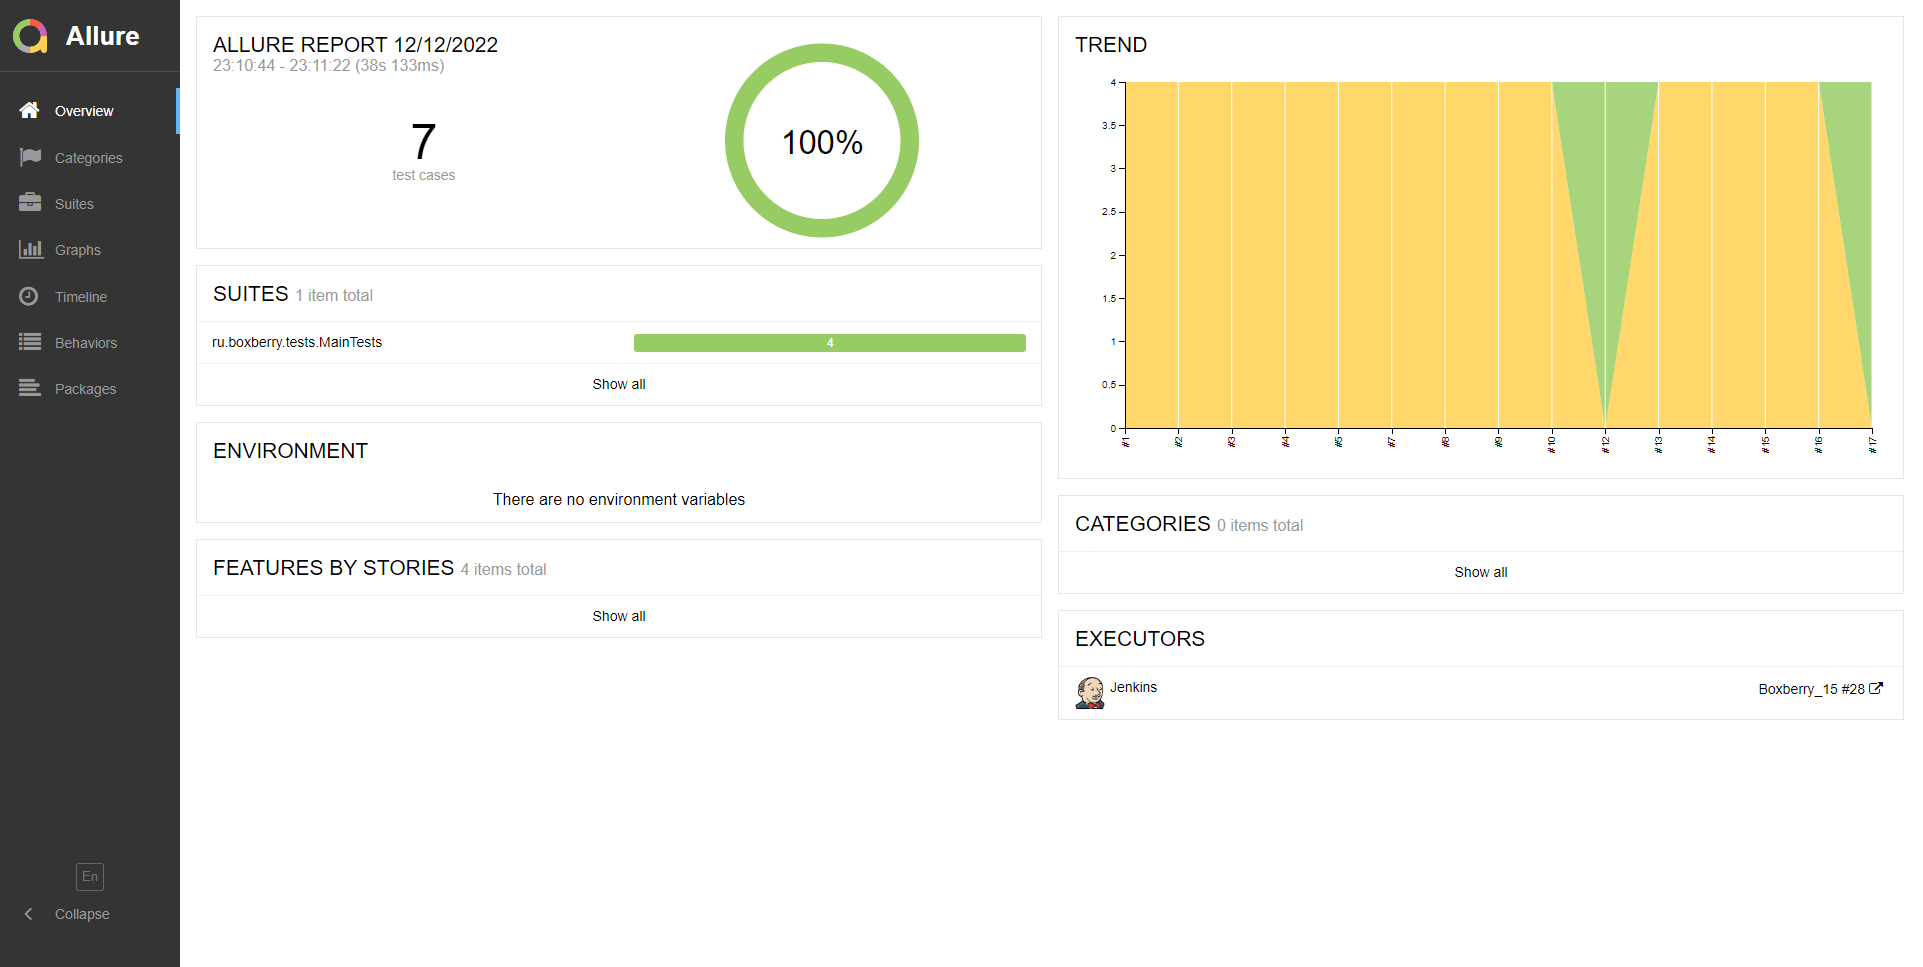 Allure
Overview
Categories
Suites
Graphs
Timeline
Behaviors
Packages
En
Collapse
ALLURE REPORT 12/12/2022
23:10:44 - 23:11:22 (38s 133ms)
7
test cases
100%
SUITES 1 item total
ru.boxberry.tests.MainTests
4
Show all
ENVIRONMENT
There are no environment variables
FEATURES BY STORIES 4 items total
Show all
TREND
4
3.5
3
2.5
2
1.5
1
0.5
0
#1
#2
#3
#4
#5
#7
#8
#9
#10
#12
#13
#14
#15
#16
#17
CATEGORIES 0 items total
Show all
EXECUTORS
Jenkins
Boxberry_15 #28